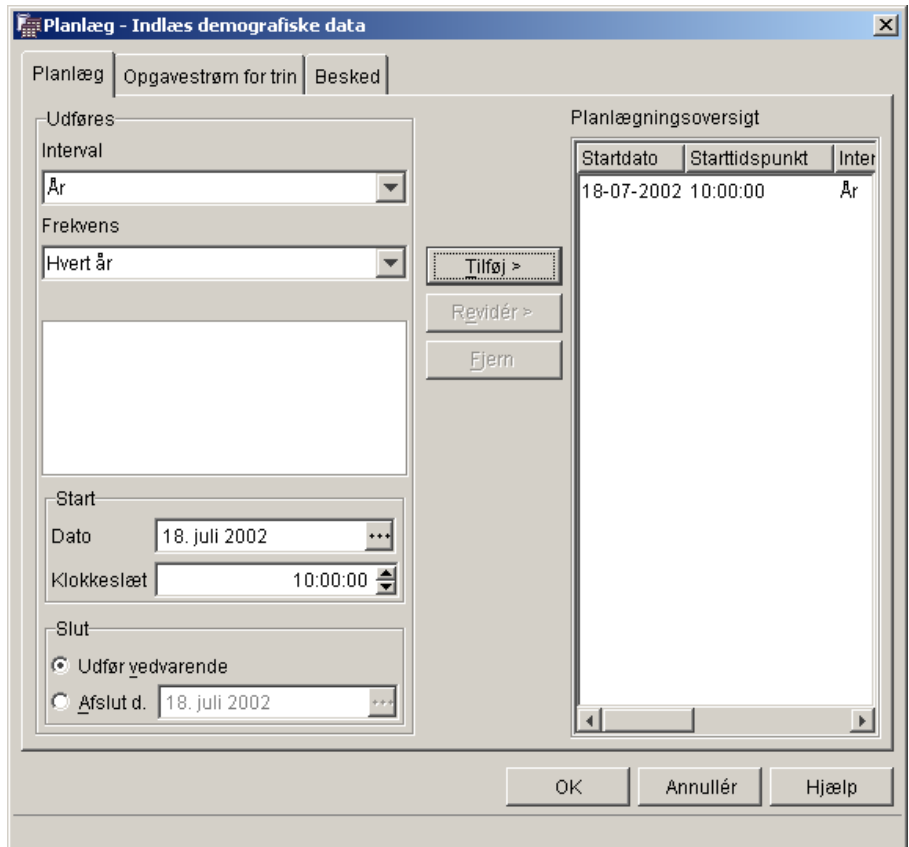 Planlæg - Indlæs demografiske data
Planlæg
Opgavestrøm for trin
Besked
Udføres
Interval
År
Frekvens
Hvert år
Start
Dato
18. juli 2002
Klokkeslæt
10:00:00
Slut
Udfør vedvarende
Afslut d.
18. juli 2002
Tilføj >
Revidér >
Fjern
Planlægningsoversigt
Startdato Starttidspunkt Inter
18-07-2002 10:00:00 År
OK
Annullér
Hjælp